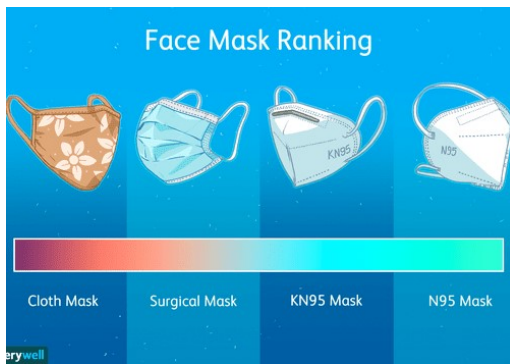 Face Mask Ranking
KN95
N95
Cloth Mask
Surgical Mask
KN95 Mask
N95 Mask
erywell